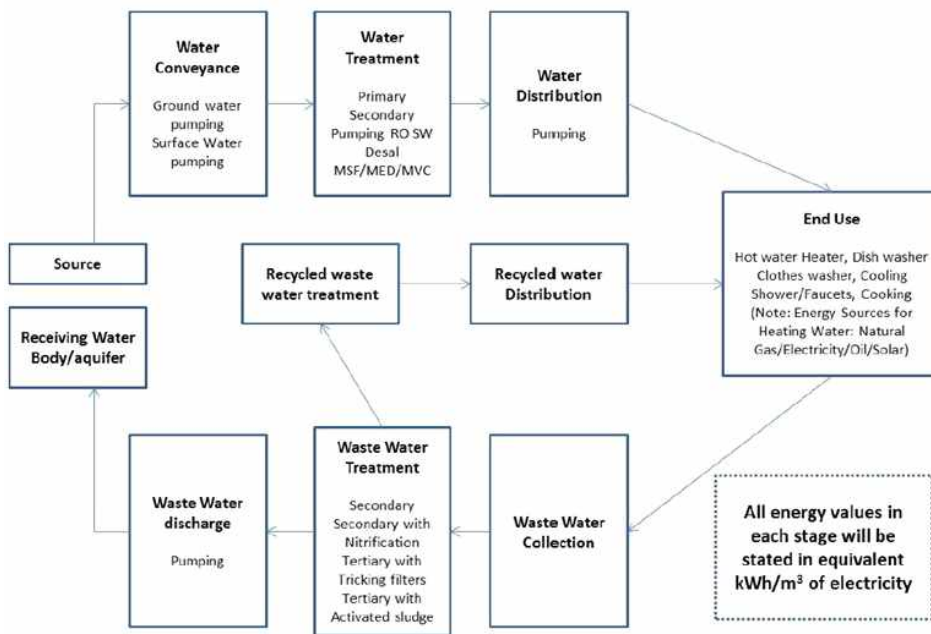 Water
Conveyance
Ground water
pumping
Surface Water
pumping
Water
Treatment
Primary
Secondary
Pumping RO SW
Desal
MSF/MED/MVC
Water
Distribution
Pumping
End Use
Hot water Heater, Dish washer
Clothes washer, Cooling
Shower/Faucets, Cooking
(Note: Energy Sources for
Heating Water: Natural
Gas/Electricity/Oil/Solar)
Source
Recycled waste
water treatment
Recycled water
Distribution
Receiving Water
Body/aquifer
Waste Water
discharge
Pumping
Waste Water
Treatment
Secondary
Secondary with
Nitrification
Tertiary with
Tricking filters
Tertiary with
Activated sludge
Waste Water
Collection
All energy values in
each stage will be
stated in equivalent
kWh/m³ of electricity